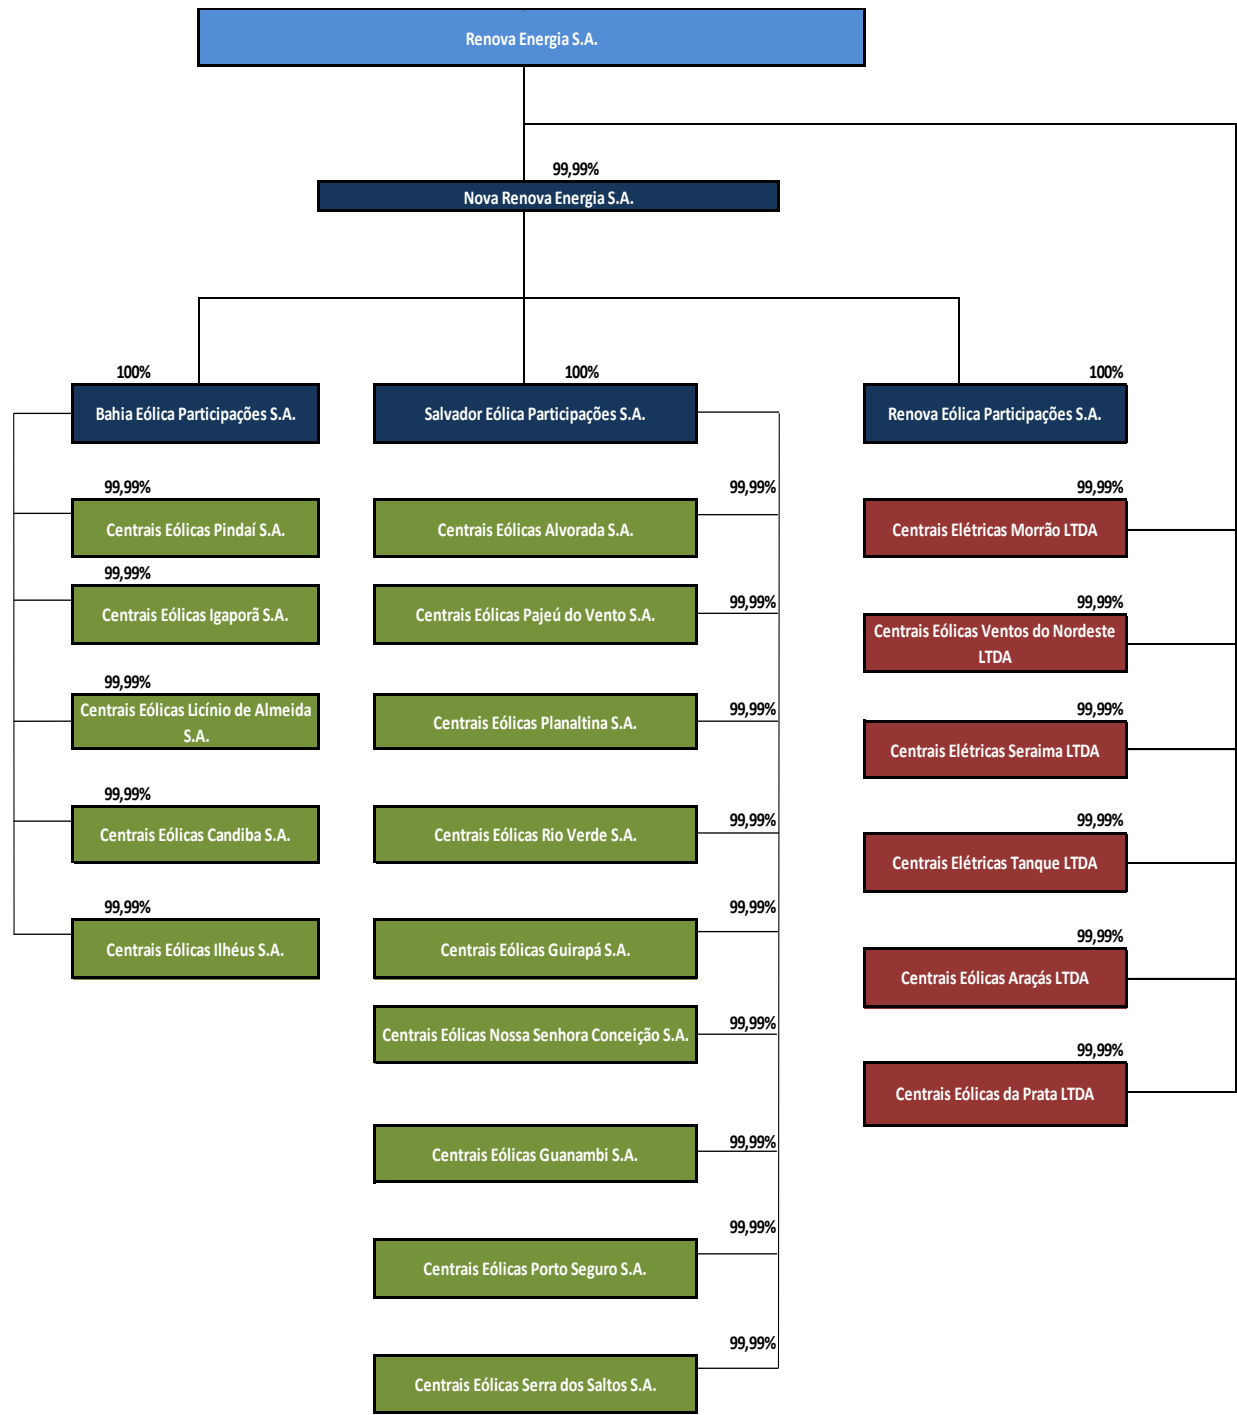 Renova Energia S.A.
99,99%
Nova Renova Energia S.A.
100%
100%
100%
Bahia Eólica Participações S.A.
Salvador Eólica Participações S.A.
Renova Eólica Participações S.A.
99,99%
99,99%
99,99%
Centrais Eólicas Pindaí S.A.
Centrais Eólicas Alvorada S.A.
Centrais Elétricas Morrão LTDA
99,99%
99,99%
99,99%
Centrais Eólicas Igaporã S.A.
Centrais Eólicas Pajeú do Vento S.A.
Centrais Eólicas Ventos do Nordeste
LTDA
99,99%
99,99%
99,99%
Centrais Eólicas Licínio de Almeida
S.A.
Centrais Eólicas Planaltina S.A.
Centrais Elétricas Seraima LTDA
99,99%
99,99%
99,99%
Centrais Eólicas Candiba S.A.
Centrais Eólicas Rio Verde S.A.
Centrais Elétricas Tanque LTDA
99,99%
99,99%
99,99%
Centrais Eólicas Ilhéus S.A.
Centrais Eólicas Guirapá S.A.
Centrais Eólicas Araçás LTDA
99,99%
99,99%
Centrais Eólicas Nossa Senhora Conceição S.A.
Centrais Eólicas da Prata LTDA
99,99%
Centrais Eólicas Guanambi S.A.
99,99%
Centrais Eólicas Porto Seguro S.A.
99,99%
Centrais Eólicas Serra dos Saltos S.A.